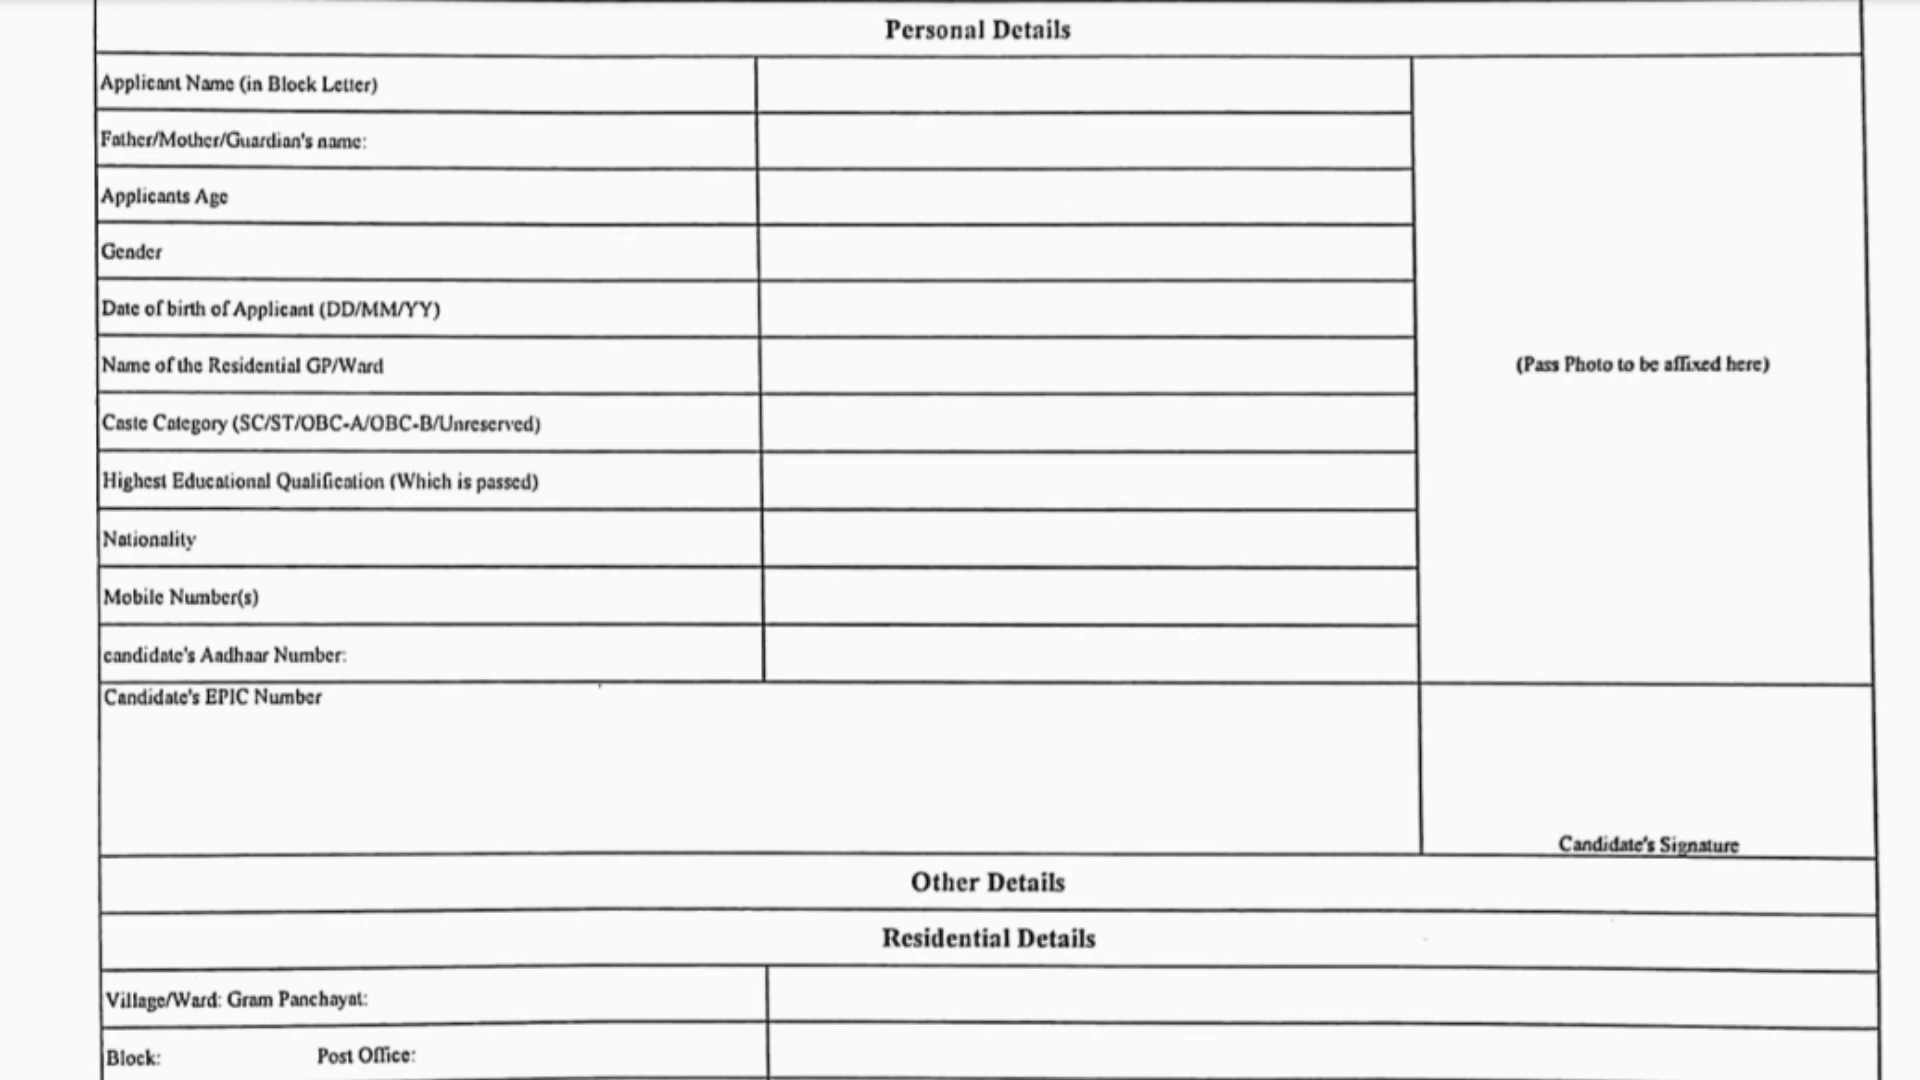 Personal Details
Applicant Name (in Block Letter)
Father/Mother/Guardian's name:
Applicants Age
Gender
Date of birth of Applicant (DD/MM/YY)
Name of the Residential GP/Ward
(Pass Photo to be affixed here)
Caste Category (SC/ST/OBC-A/OBC-B/Unreserved)
Highest Educational Qualification (Which is passed)
Nationality
Mobile Number(s)
candidate's Aadhaar Number:
Candidate's EPIC Number
Candidate's Signature
Other Details
Residential Details
Village/Ward: Gram Panchayat:
Block: Post Office: